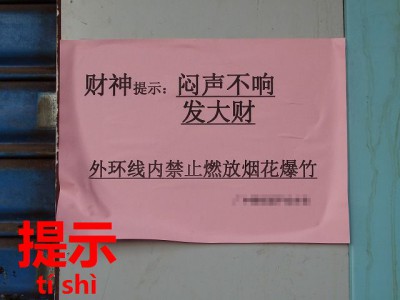 财神提示：闷声不响
发大财
外环线内禁止燃放烟花爆竹
提示
tí shì